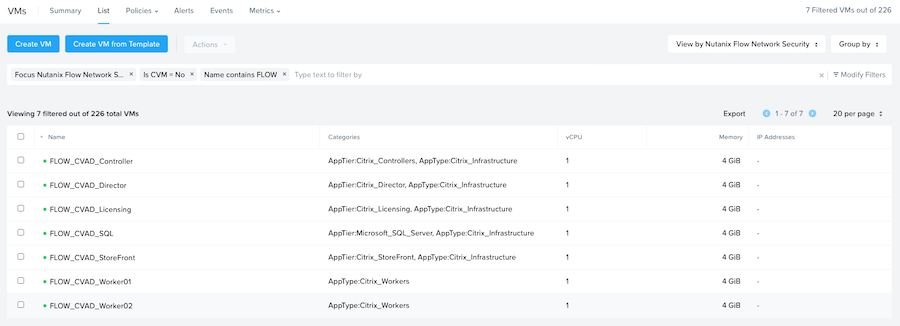 VMs Summary List Policies Alerts Events Metrics 7 Filtered VMs out of 226
Create VM Create VM from Template Actions View by Nutanix Flow Network Security Group by
Focus Nutanix Flow Network S... × Is CVM = No × Name contains FLOW × Type text to filter by × Modify Filters
Viewing 7 filtered out of 226 total VMs Export 1 - 7 of 7 20 per page
Name Categories vCPU Memory IP Addresses
FLOW_CVAD_Controller AppTier:Citrix_Controllers, AppType:Citrix_Infrastructure 1 4 GiB -
FLOW_CVAD_Director AppTier:Citrix_Director, AppType:Citrix_Infrastructure 1 4 GiB -
FLOW_CVAD_Licensing AppTier:Citrix_Licensing, AppType:Citrix_Infrastructure 1 4 GiB -
FLOW_CVAD_SQL AppTier:Microsoft_SQL_Server, AppType:Citrix_Infrastructure 1 4 GiB -
FLOW_CVAD_StoreFront AppTier:Citrix_StoreFront, AppType:Citrix_Infrastructure 1 4 GiB -
FLOW_CVAD_Worker01 AppType:Citrix_Workers 1 4 GiB -
FLOW_CVAD_Worker02 AppType:Citrix_Workers 1 4 GiB -